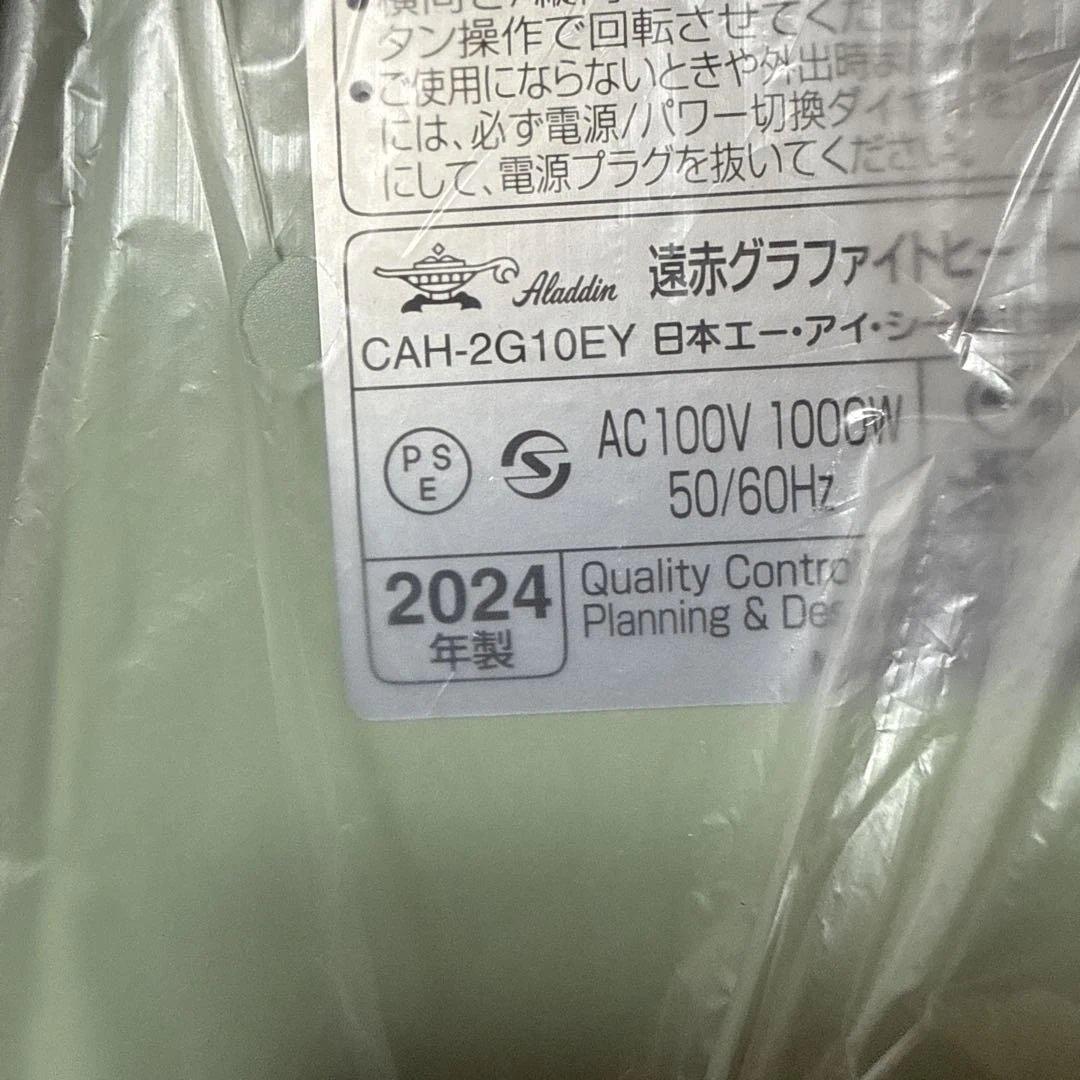 タン操作で回転させてくださ
●ご使用にならないときや外出時ま
には、必ず電源/パワー切換ダイヤ
にして、電源プラグを抜いてくださ
Aladdin 遠赤グラファイトヒー
CAH-2G10EY 日本エー・アイ・シー
PSE
AC100V 1000W
50/60Hz
2024
年製
Quality Contro
Planning & Des